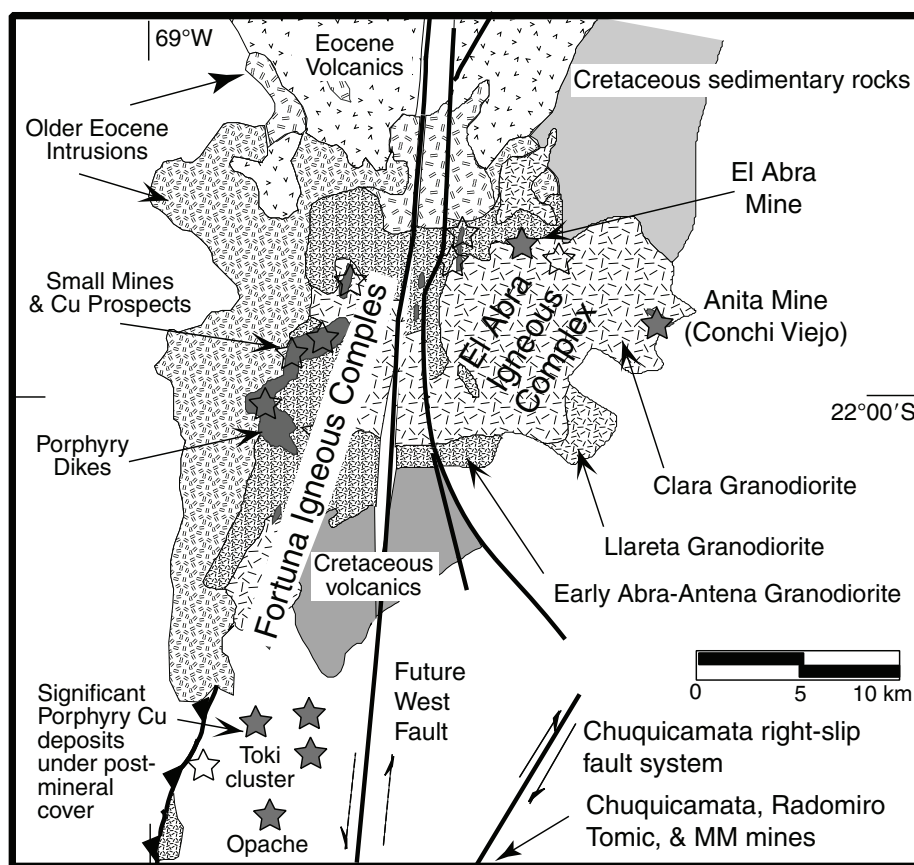 69°W
Eocene
Volcanics
Cretaceous sedimentary rocks
Older Eocene
Intrusions
El Abra
Mine
Small Mines
& Cu Prospects
Anita Mine
(Conchi Viejo)
El Abra
Igneous
Complex
Fortuna Igneous Comples
22°00'S
Porphyry
Dikes
Clara Granodiorite
Llareta Granodiorite
Cretaceous
volcanics
Early Abra-Antena Granodiorite
Future
West
Fault
0 5 10 km
Significant
Porphyry Cu
deposits
under post-
mineral
cover
Toki
cluster
Opache
Chuquicamata right-slip
fault system
Chuquicamata, Radomiro
Tomic, & MM mines